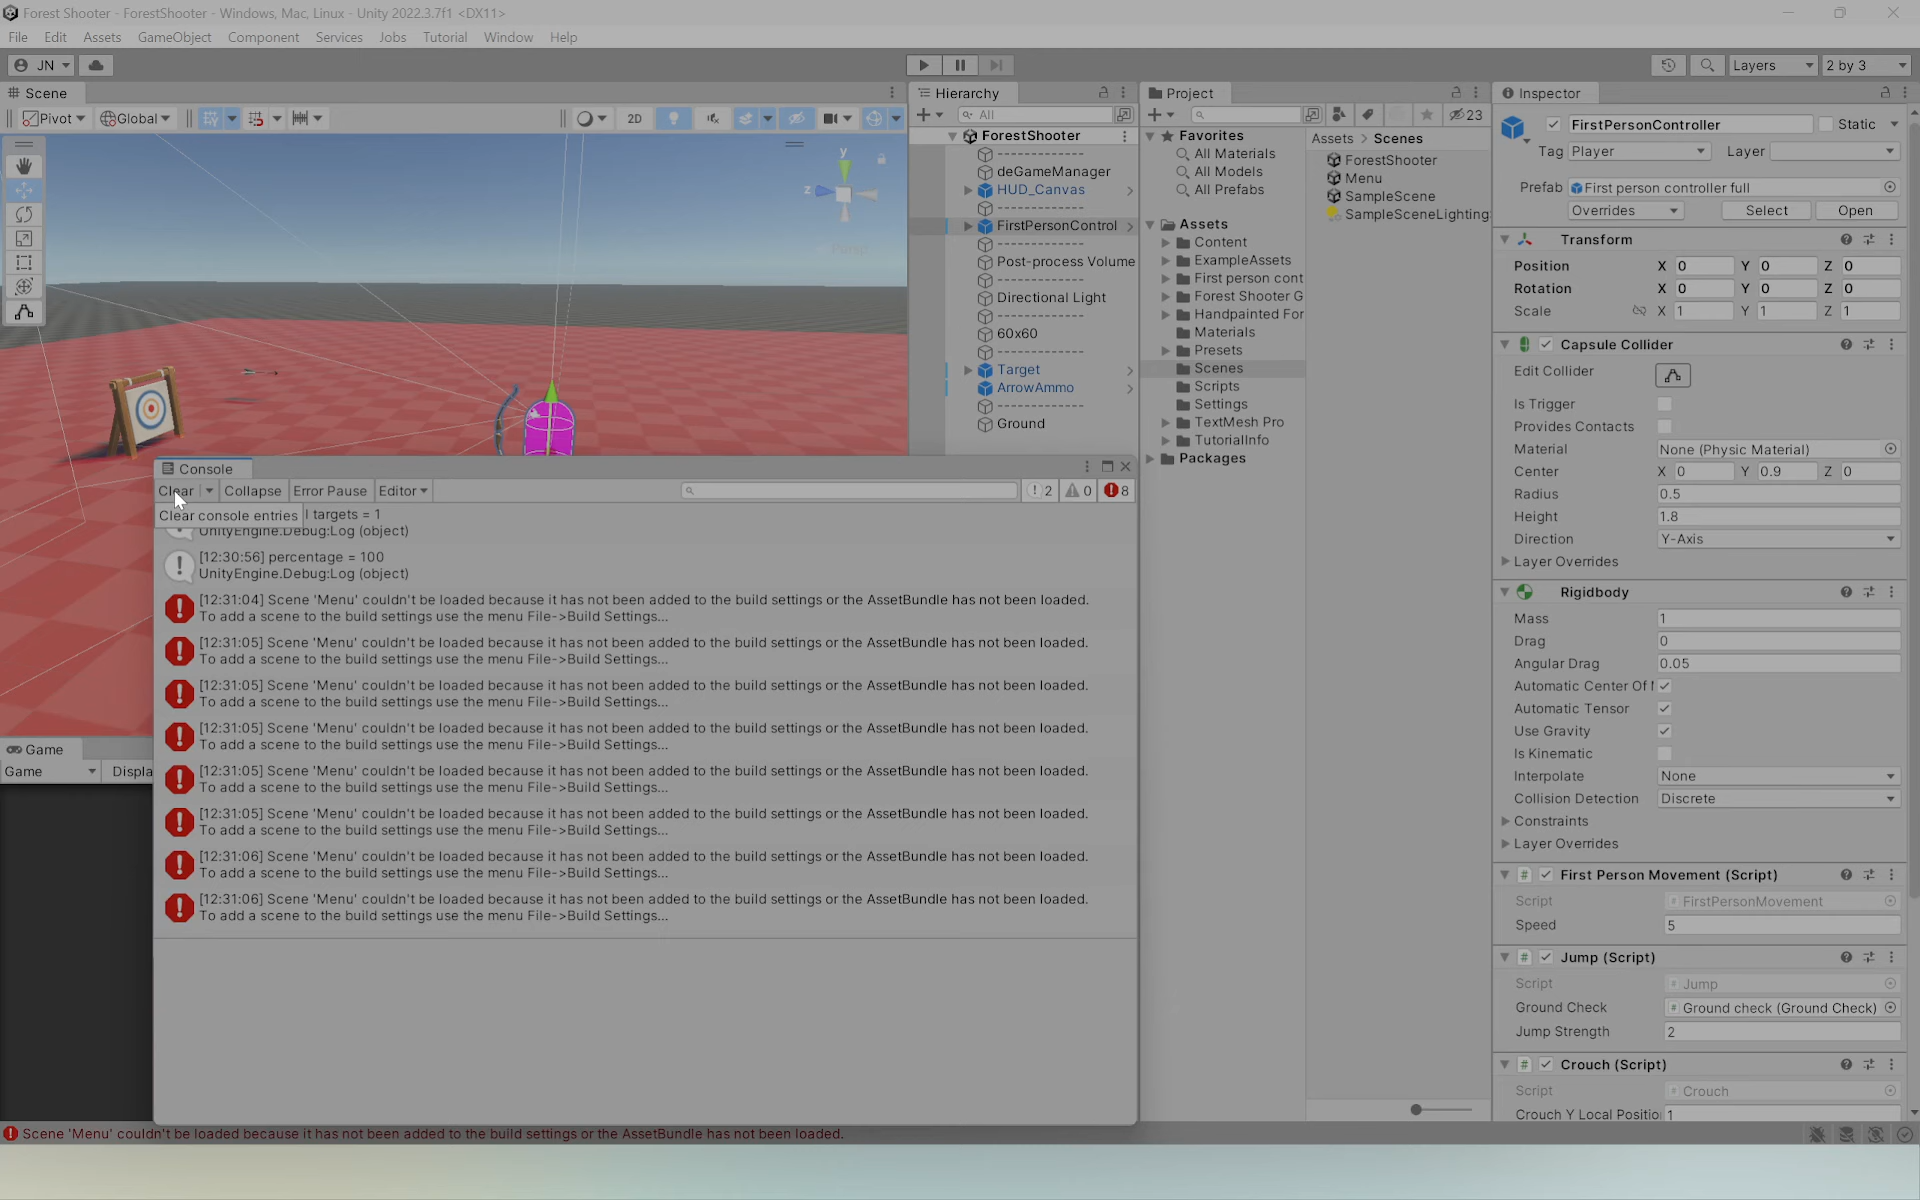 Forest Shooter - ForestShooter - Windows, Mac, Linux - Unity 2022.3.7f1 <DX11>
File Edit Assets GameObject Component Services Jobs Tutorial Window Help
JN Layers 2 by 3
Scene
Pivot Global 2D
y
z
Persp
Game
Game Displa
Console
Clear Collapse Error Pause Editor 2 0 8
Clear console entries
l targets = 1
UnityEngine.Debug:Log (object)
[12:30:56] percentage = 100
UnityEngine.Debug:Log (object)
[12:31:04] Scene 'Menu' couldn't be loaded because it has not been added to the build settings or the AssetBundle has not been loaded.
To add a scene to the build settings use the menu File->Build Settings...
[12:31:05] Scene 'Menu' couldn't be loaded because it has not been added to the build settings or the AssetBundle has not been loaded.
To add a scene to the build settings use the menu File->Build Settings...
[12:31:05] Scene 'Menu' couldn't be loaded because it has not been added to the build settings or the AssetBundle has not been loaded.
To add a scene to the build settings use the menu File->Build Settings...
[12:31:05] Scene 'Menu' couldn't be loaded because it has not been added to the build settings or the AssetBundle has not been loaded.
To add a scene to the build settings use the menu File->Build Settings...
[12:31:05] Scene 'Menu' couldn't be loaded because it has not been added to the build settings or the AssetBundle has not been loaded.
To add a scene to the build settings use the menu File->Build Settings...
[12:31:05] Scene 'Menu' couldn't be loaded because it has not been added to the build settings or the AssetBundle has not been loaded.
To add a scene to the build settings use the menu File->Build Settings...
[12:31:06] Scene 'Menu' couldn't be loaded because it has not been added to the build settings or the AssetBundle has not been loaded.
To add a scene to the build settings use the menu File->Build Settings...
[12:31:06] Scene 'Menu' couldn't be loaded because it has not been added to the build settings or the AssetBundle has not been loaded.
To add a scene to the build settings use the menu File->Build Settings...
Hierarchy
All
ForestShooter
--------------
deGameManager
HUD_Canvas
--------------
FirstPersonControl
--------------
Post-process Volume
--------------
Directional Light
--------------
60x60
--------------
Target
ArrowAmmo
--------------
Ground
Project
23
Favorites
All Materials
All Models
All Prefabs
Assets
Content
ExampleAssets
First person cont
Forest Shooter G
Handpainted For
Materials
Presets
Scenes
Scripts
Settings
TextMesh Pro
TutorialInfo
Packages
Assets > Scenes
ForestShooter
Menu
SampleScene
SampleSceneLighting
Inspector
FirstPersonController Static
Tag Player Layer
Prefab First person controller full
Overrides Select Open
Transform
Position X 0 Y 0 Z 0
Rotation X 0 Y 0 Z 0
Scale X 1 Y 1 Z 1
Capsule Collider
Edit Collider
Is Trigger
Provides Contacts
Material None (Physic Material)
Center X 0 Y 0.9 Z 0
Radius 0.5
Height 1.8
Direction Y-Axis
Layer Overrides
Rigidbody
Mass 1
Drag 0
Angular Drag 0.05
Automatic Center Of
Automatic Tensor
Use Gravity
Is Kinematic
Interpolate None
Collision Detection Discrete
Constraints
Layer Overrides
First Person Movement (Script)
Script FirstPersonMovement
Speed 5
Jump (Script)
Script Jump
Ground Check Ground check (Ground Check)
Jump Strength 2
Crouch (Script)
Script Crouch
Crouch Y Local Positio 1
Scene 'Menu' couldn't be loaded because it has not been added to the build settings or the AssetBundle has not been loaded.